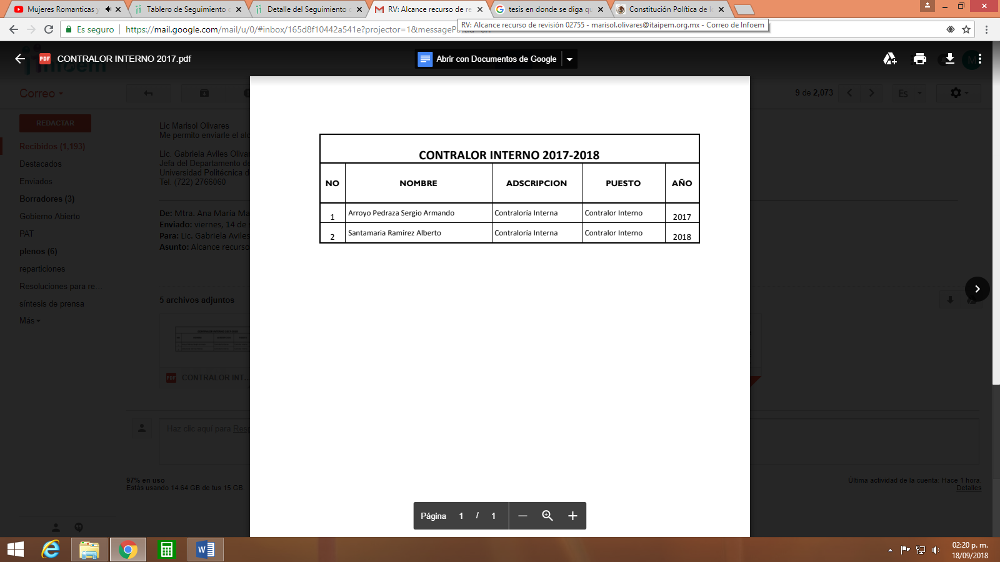 Mujeres Romanticas y
Tablero de Seguimiento
Detalle del Seguimiento
RV: Alcance recurso de re
tesis en donde se diga qu
Constitución Política de l
Es seguro
https://mail.google.com/mail/u/0/#inbox/165d8f10442a541e?projector=1&messagePa
RV: Alcance recurso de revisión 02755 - marisol.olivares@itaipem.org.mx - Correo de Infoem
PDF CONTRALOR INTERNO 2017.pdf
Abrir con Documentos de Google
infoem
Correo
9 de 2,073
Es
REDACTAR
Recibidos (1,193)
Destacados
Enviados
Borradores (3)
Gobierno Abierto
PAT
plenos (6)
reparticiones
Resoluciones para re...
síntesis de prensa
Más
Lic Marisol Olivares
Me permito enviarle el alc
Lic. Gabriela Aviles Olivar
Jefa del Departamento de
Universidad Politécnica d
Tel. (722) 2766060
De: Mtra. Ana María Ma
Enviado: viernes, 14 de s
Para: Lic. Gabriela Aviles
Asunto: Alcance recurso
5 archivos adjuntos
PDF CONTRALOR INT...
Haz clic aquí para Resp
97% en uso
Estás usando 14.64 GB de tus 15 GB.
Última actividad de la cuenta: Hace 1 hora.
Detalles
CONTRALOR INTERNO 2017-2018
NO NOMBRE ADSCRIPCION PUESTO AÑO
1 Arroyo Pedraza Sergio Armando Contraloría Interna Contralor Interno 2017
2 Santamaria Ramírez Alberto Contraloría Interna Contralor Interno 2018
Página 1 / 1
02:20 p. m.
18/09/2018